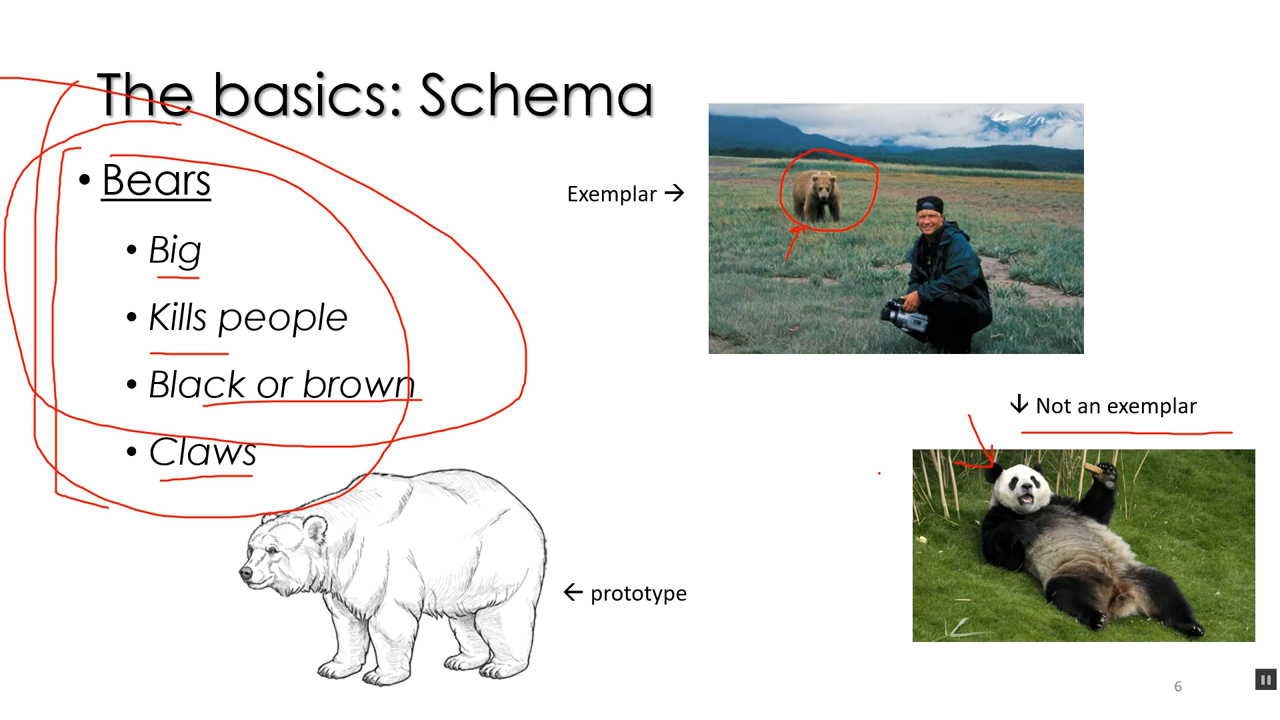 The basics: Schema
• Bears
• Big
• Kills people
• Black or brown
• Claws
Exemplar →
↓ Not an exemplar
← prototype
6